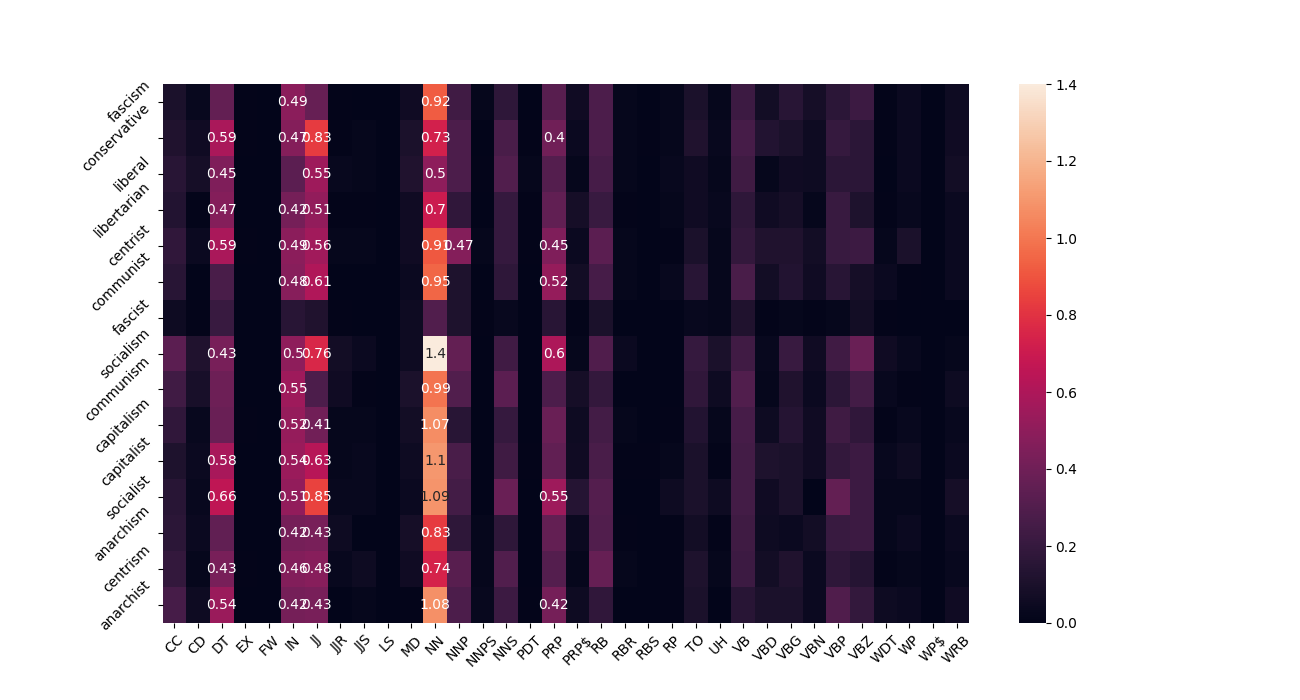 fascism 0.49 0.92
conservative 0.59 0.47 0.83 0.73 0.4
liberal 0.45 0.55 0.5
libertarian 0.47 0.42 0.51 0.7
centrist 0.59 0.49 0.56 0.91 0.47 0.45
communist 0.48 0.61 0.95 0.52
fascist
socialism 0.43 0.5 0.76 1.4 0.6
communism 0.55 0.99
capitalism 0.52 0.41 1.07
capitalist 0.58 0.54 0.63 1.1
socialist 0.66 0.51 0.85 1.09 0.55
anarchism 0.42 0.43 0.83
centrism 0.43 0.46 0.48 0.74
anarchist 0.54 0.42 0.43 1.08 0.42
CC CD DT EX FW IN JJ JJR JJS LS MD NN NNP NNPS NNS PDT PRP PRP$ RB RBR RBS RP TO UH VB VBD VBG VBN VBP VBZ WDT WP WP$ WRB
1.4
1.2
1.0
0.8
0.6
0.4
0.2
0.0